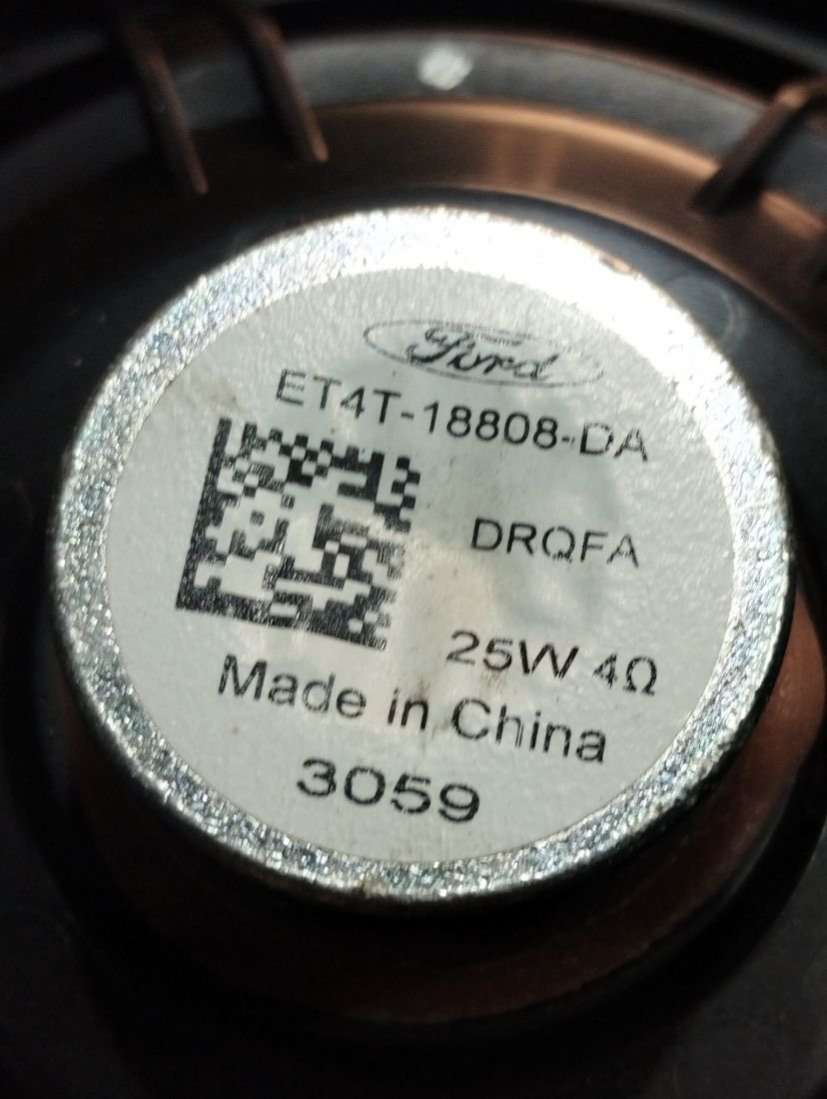 Ford
ET4T-18808-DA
DRQFA
25W 4Ω
Made in China
3059